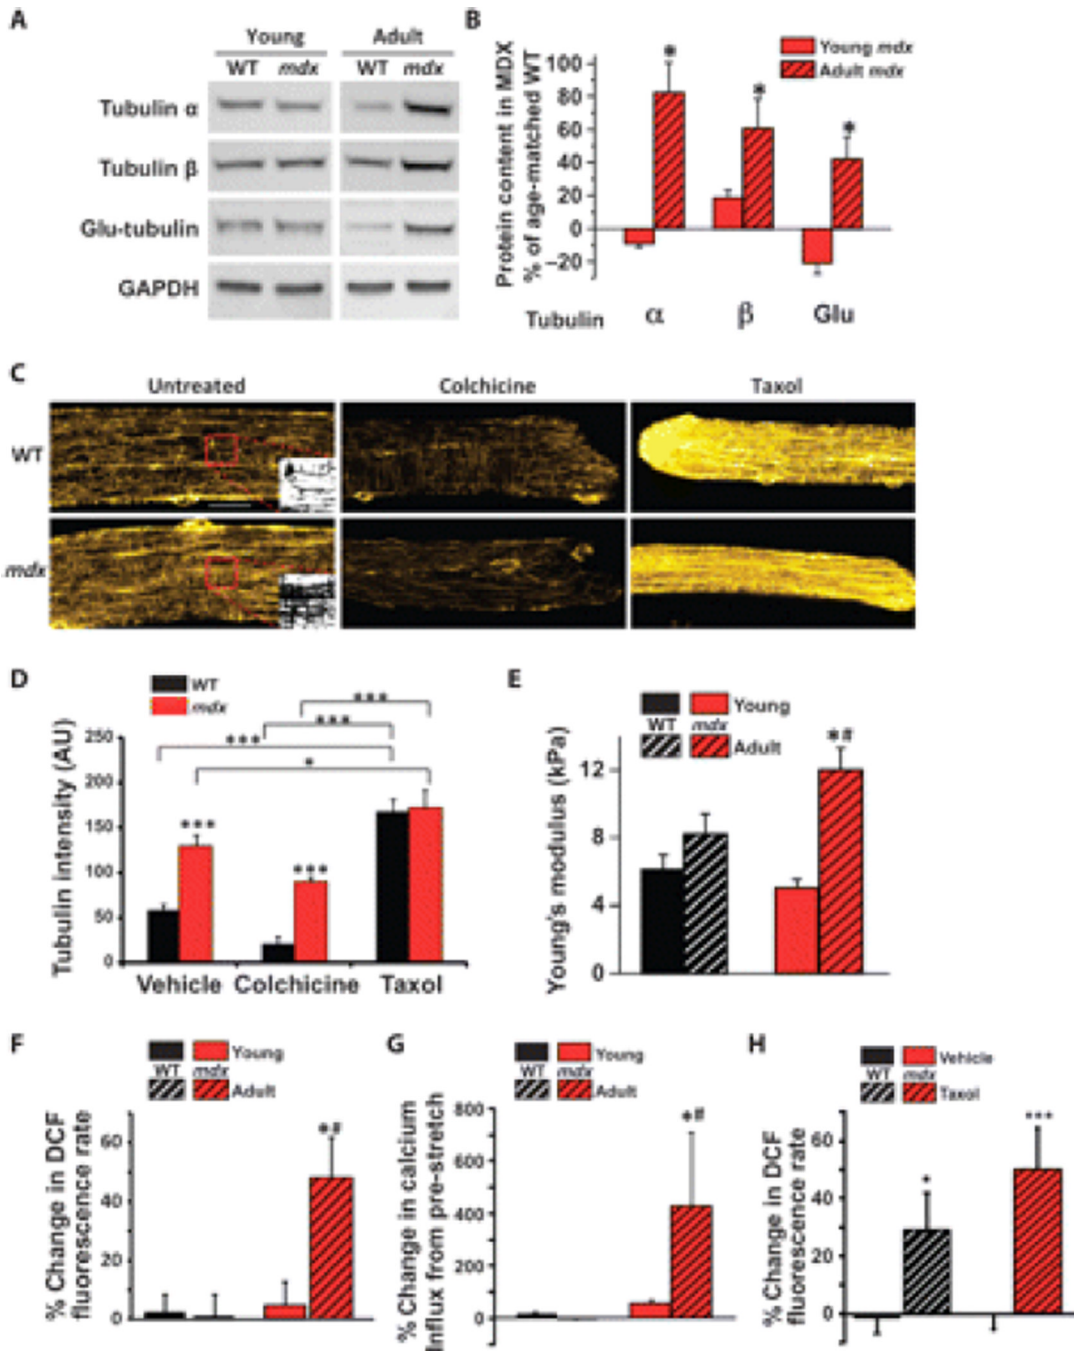 A
Young Adult
WT mdx WT mdx
Tubulin α
Tubulin β
Glu-tubulin
GAPDH
B
Young mdx
Adult mdx
Protein content in MDX
% of age-matched WT
100
80
60
40
20
0
−20
* * *
Tubulin α β Glu
C
Untreated Colchicine Taxol
WT
mdx
D
WT
mdx
Tubulin intensity (AU)
250
200
150
100
50
0
***
***
***
*
***
***
Vehicle Colchicine Taxol
E
Young
WT mdx
Adult
Young's modulus (kPa)
12
8
4
0
*#
F
Young
WT mdx
Adult
% Change in DCF
fluorescence rate
60
40
20
0
*#
G
Young
WT mdx
Adult
% Change in calcium
Influx from pre-stretch
800
600
400
200
0
*#
H
Vehicle
WT mdx
Taxol
% Change in DCF
fluorescence rate
60
40
20
0
*
***